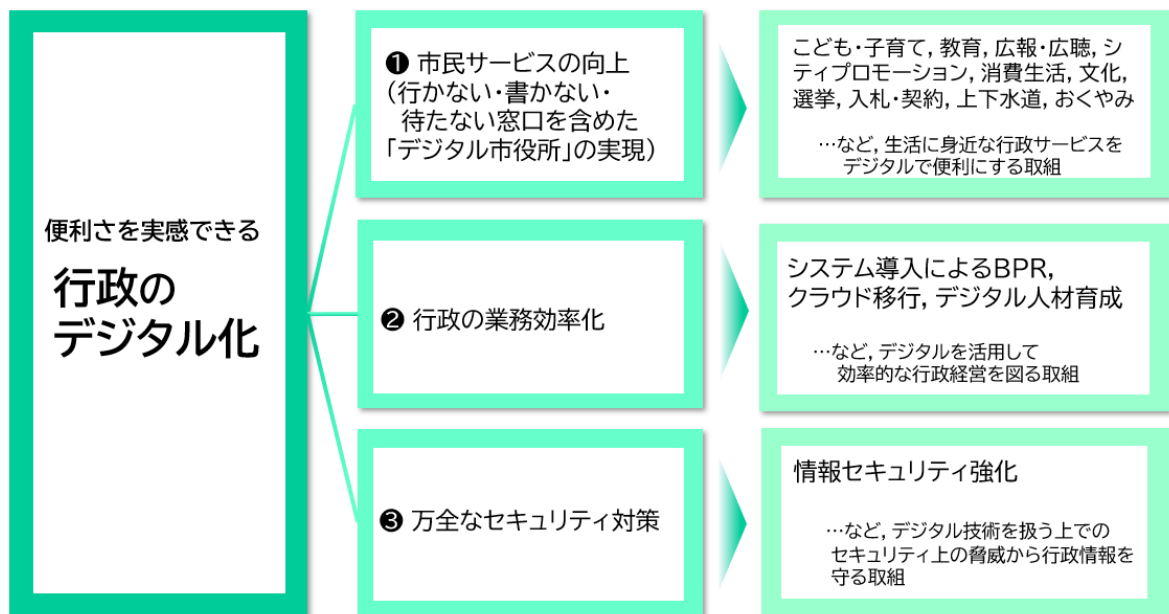 便利さを実感できる
行政の
デジタル化
❶ 市民サービスの向上
（行かない・書かない・
待たない窓口を含めた
「デジタル市役所」の実現）
こども・子育て, 教育, 広報・広聴, シ
ティプロモーション, 消費生活, 文化,
選挙, 入札・契約, 上下水道, おくやみ
…など, 生活に身近な行政サービスを
デジタルで便利にする取組
❷ 行政の業務効率化
システム導入によるBPR,
クラウド移行, デジタル人材育成
…など, デジタルを活用して
効率的な行政経営を図る取組
❸ 万全なセキュリティ対策
情報セキュリティ強化
…など, デジタル技術を扱う上での
セキュリティ上の脅威から行政情報を
守る取組